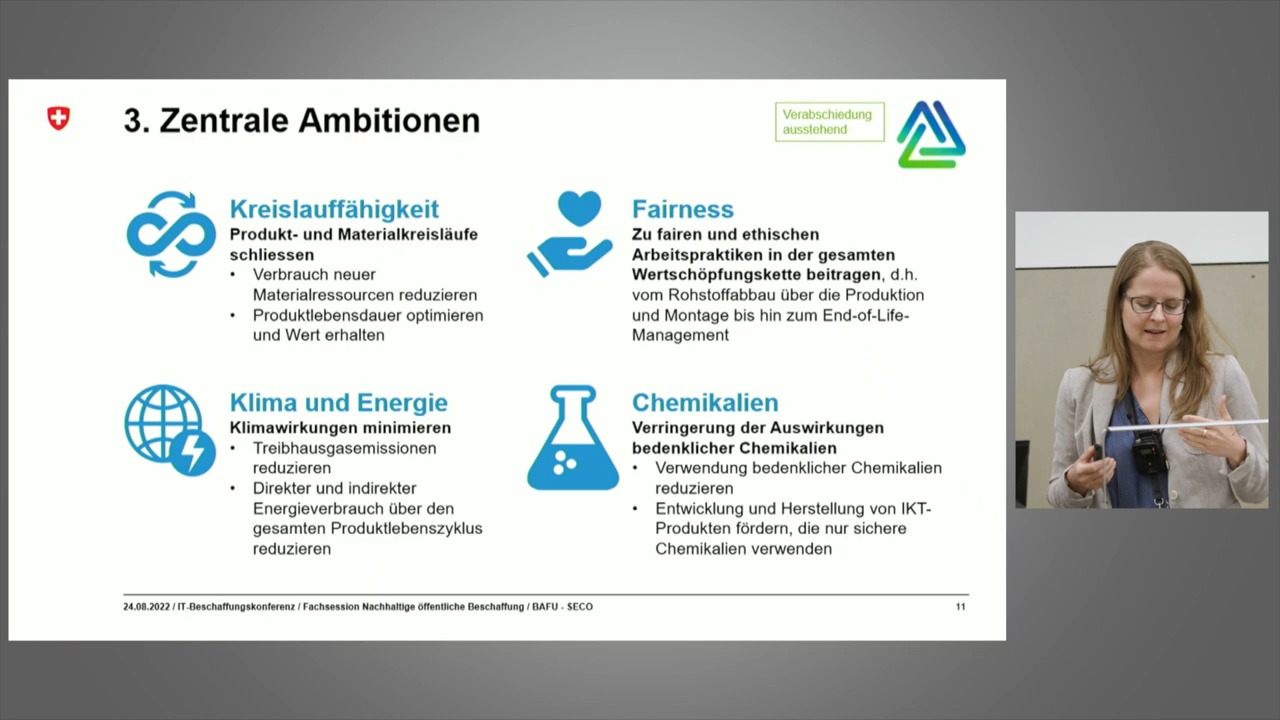 3. Zentrale Ambitionen
Verabschiedung
ausstehend
Kreislauffähigkeit
Produkt- und Materialkreisläufe
schliessen
• Verbrauch neuer
Materialressourcen reduzieren
• Produktlebensdauer optimieren
und Wert erhalten
Fairness
Zu fairen und ethischen
Arbeitspraktiken in der gesamten
Wertschöpfungskette beitragen, d.h.
vom Rohstoffabbau über die Produktion
und Montage bis hin zum End-of-Life-
Management
Klima und Energie
Klimawirkungen minimieren
• Treibhausgasemissionen
reduzieren
• Direkter und indirekter
Energieverbrauch über den
gesamten Produktlebenszyklus
reduzieren
Chemikalien
Verringerung der Auswirkungen
bedenklicher Chemikalien
• Verwendung bedenklicher Chemikalien
reduzieren
• Entwicklung und Herstellung von IKT-
Produkten fördern, die nur sichere
Chemikalien verwenden
24.08.2022 / IT-Beschaffungskonferenz / Fachsession Nachhaltige öffentliche Beschaffung / BAFU - SECO
11